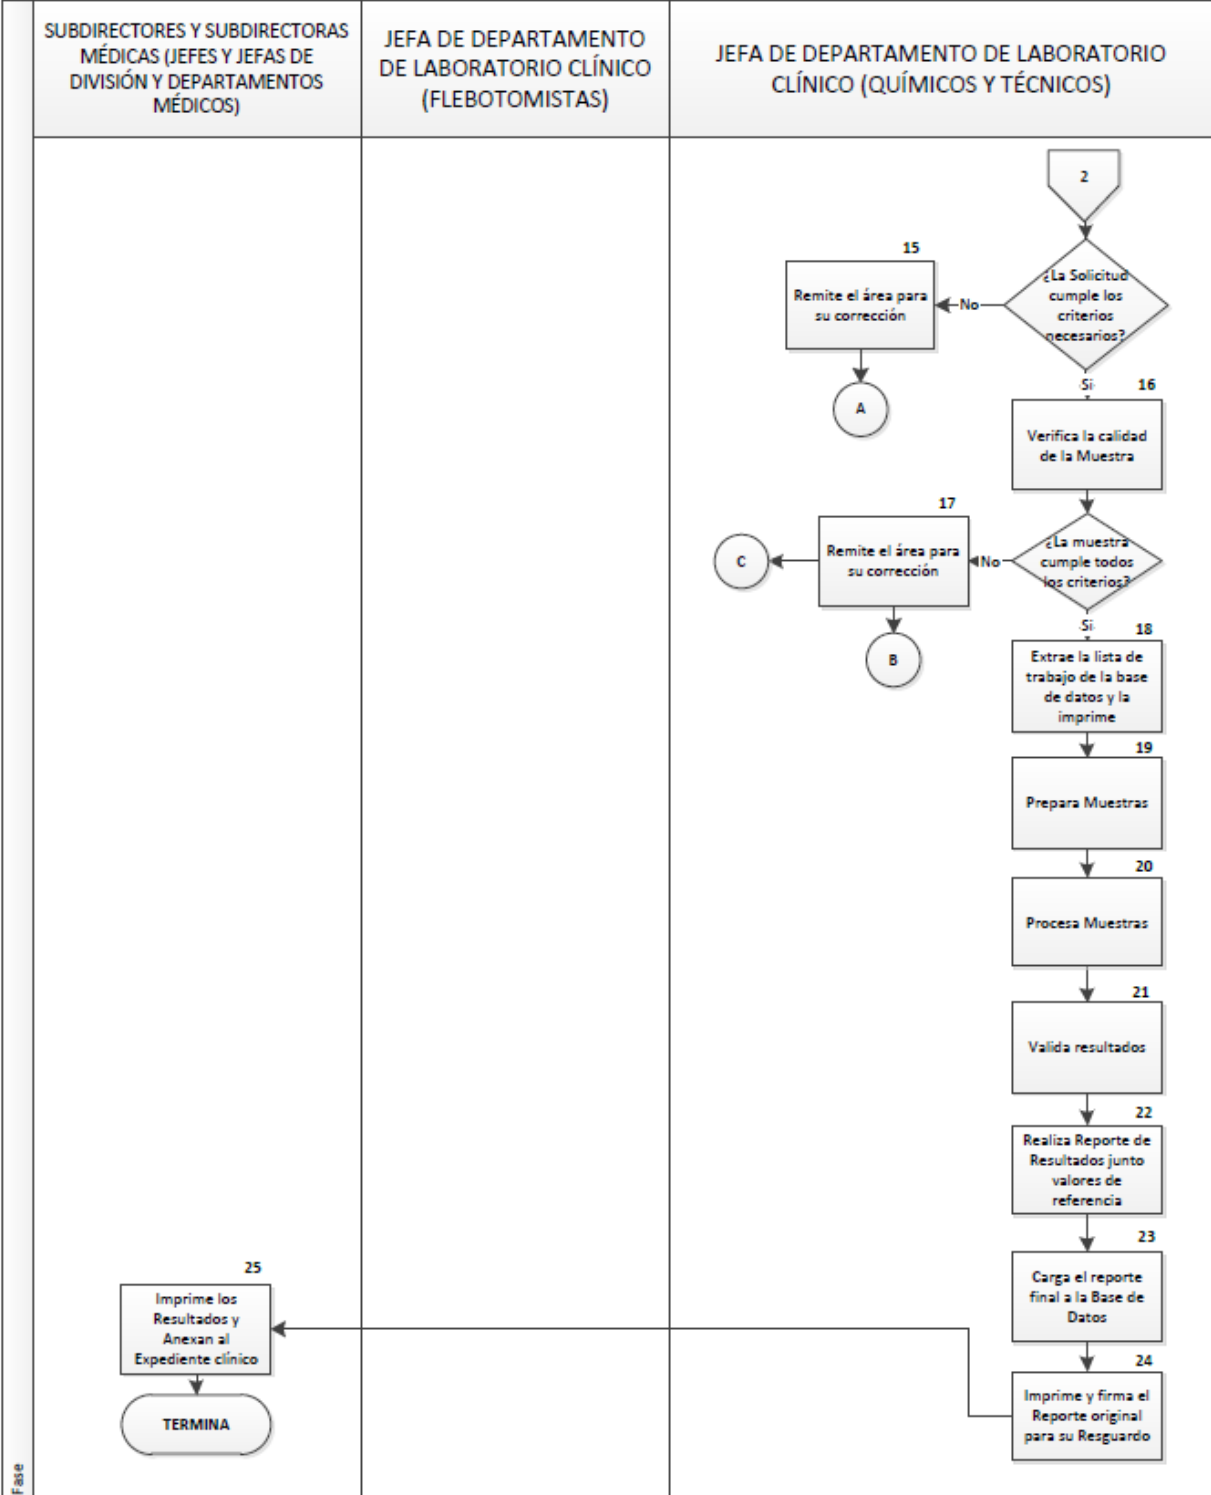 SUBDIRECTORES Y SUBDIRECTORAS
MÉDICAS (JEFES Y JEFAS DE
DIVISIÓN Y DEPARTAMENTOS
MÉDICOS)
JEFA DE DEPARTAMENTO
DE LABORATORIO CLÍNICO
(FLEBOTOMISTAS)
JEFA DE DEPARTAMENTO DE LABORATORIO
CLÍNICO (QUÍMICOS Y TÉCNICOS)
2
¿La Solicitud
cumple los
criterios
necesarios?
No
15
Remite el área para
su corrección
A
Si
16
Verifica la calidad
de la Muestra
¿La muestra
cumple todos
los criterios?
No
17
Remite el área para
su corrección
C
B
Si
18
Extrae la lista de
trabajo de la base
de datos y la
imprime
19
Prepara Muestras
20
Procesa Muestras
21
Valida resultados
22
Realiza Reporte de
Resultados junto
valores de
referencia
23
Carga el reporte
final a la Base de
Datos
24
Imprime y firma el
Reporte original
para su Resguardo
25
Imprime los
Resultados y
Anexan al
Expediente clínico
TERMINA
Fase